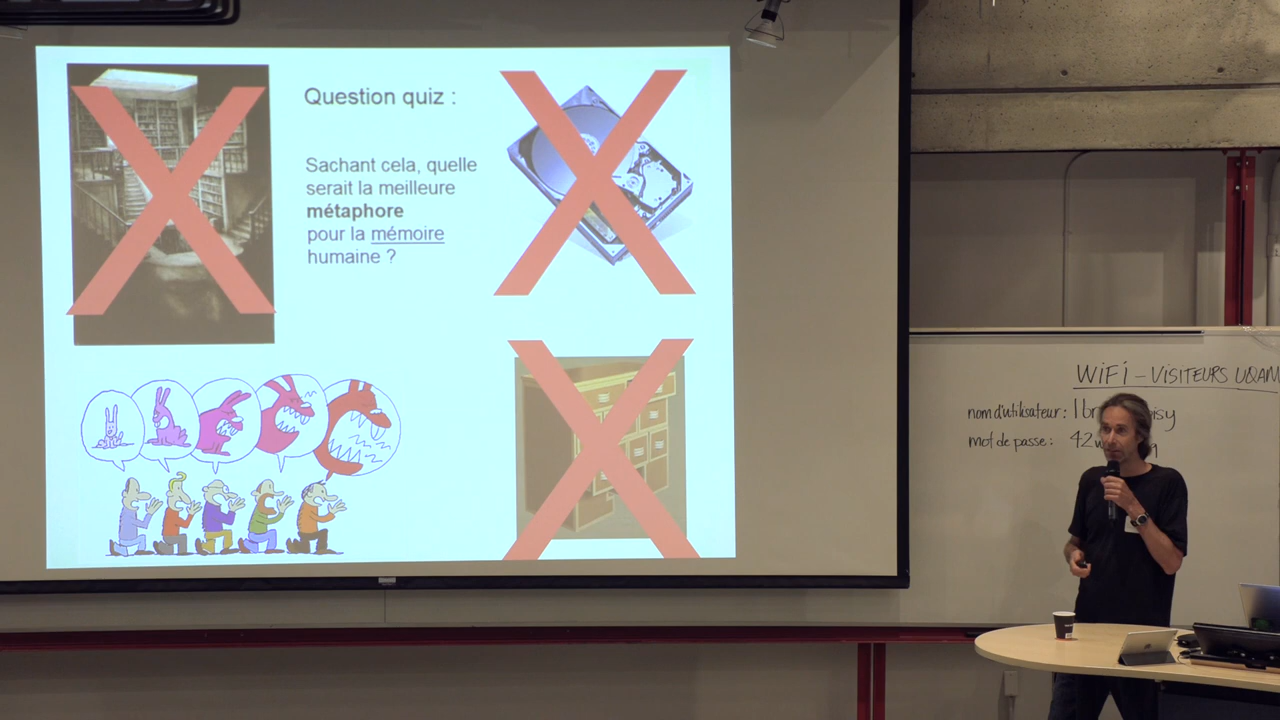 Question quiz :
Sachant cela, quelle
serait la meilleure
métaphore
pour la mémoire
humaine ?
WiFi - VISITEURS UQAM
nom d'utilisateur :
mot de passe : 42